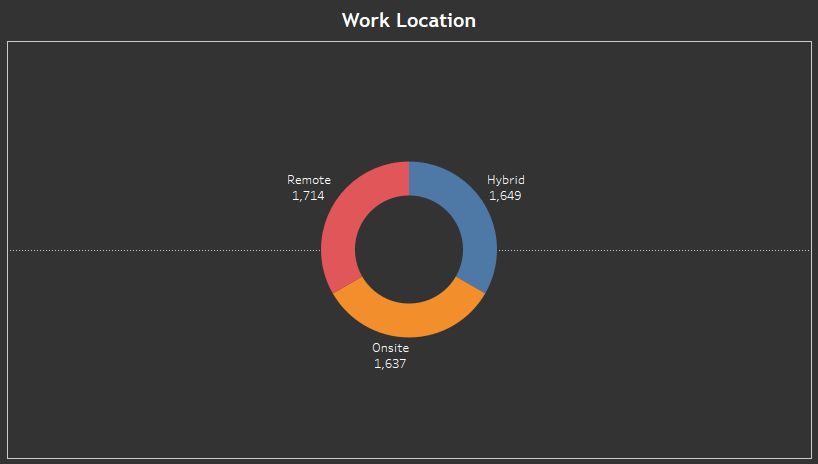 Work Location
Remote
1,714
Hybrid
1,649
Onsite
1,637